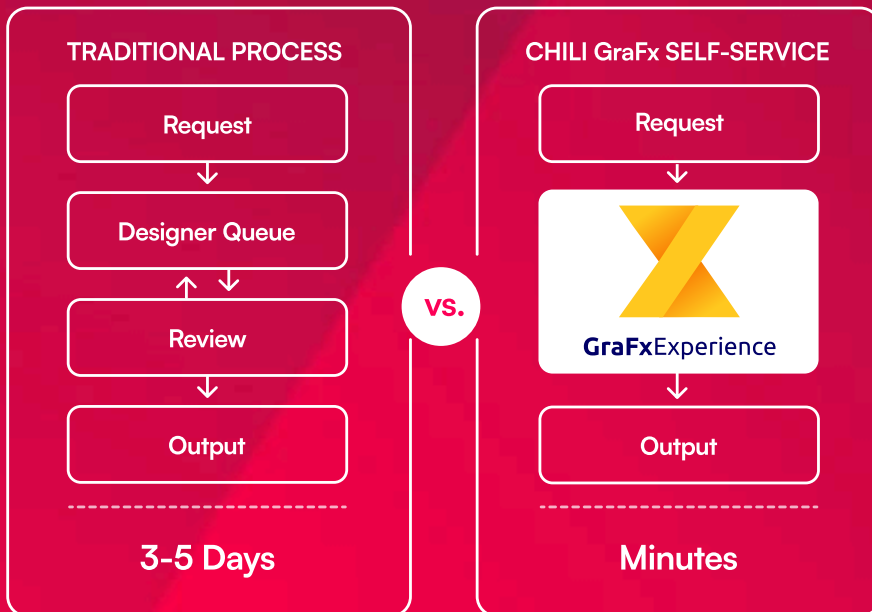 TRADITIONAL PROCESS
Request
Designer Queue
Review
Output
3-5 Days
vs.
CHILI GraFx SELF-SERVICE
Request
GraFxExperience
Output
Minutes